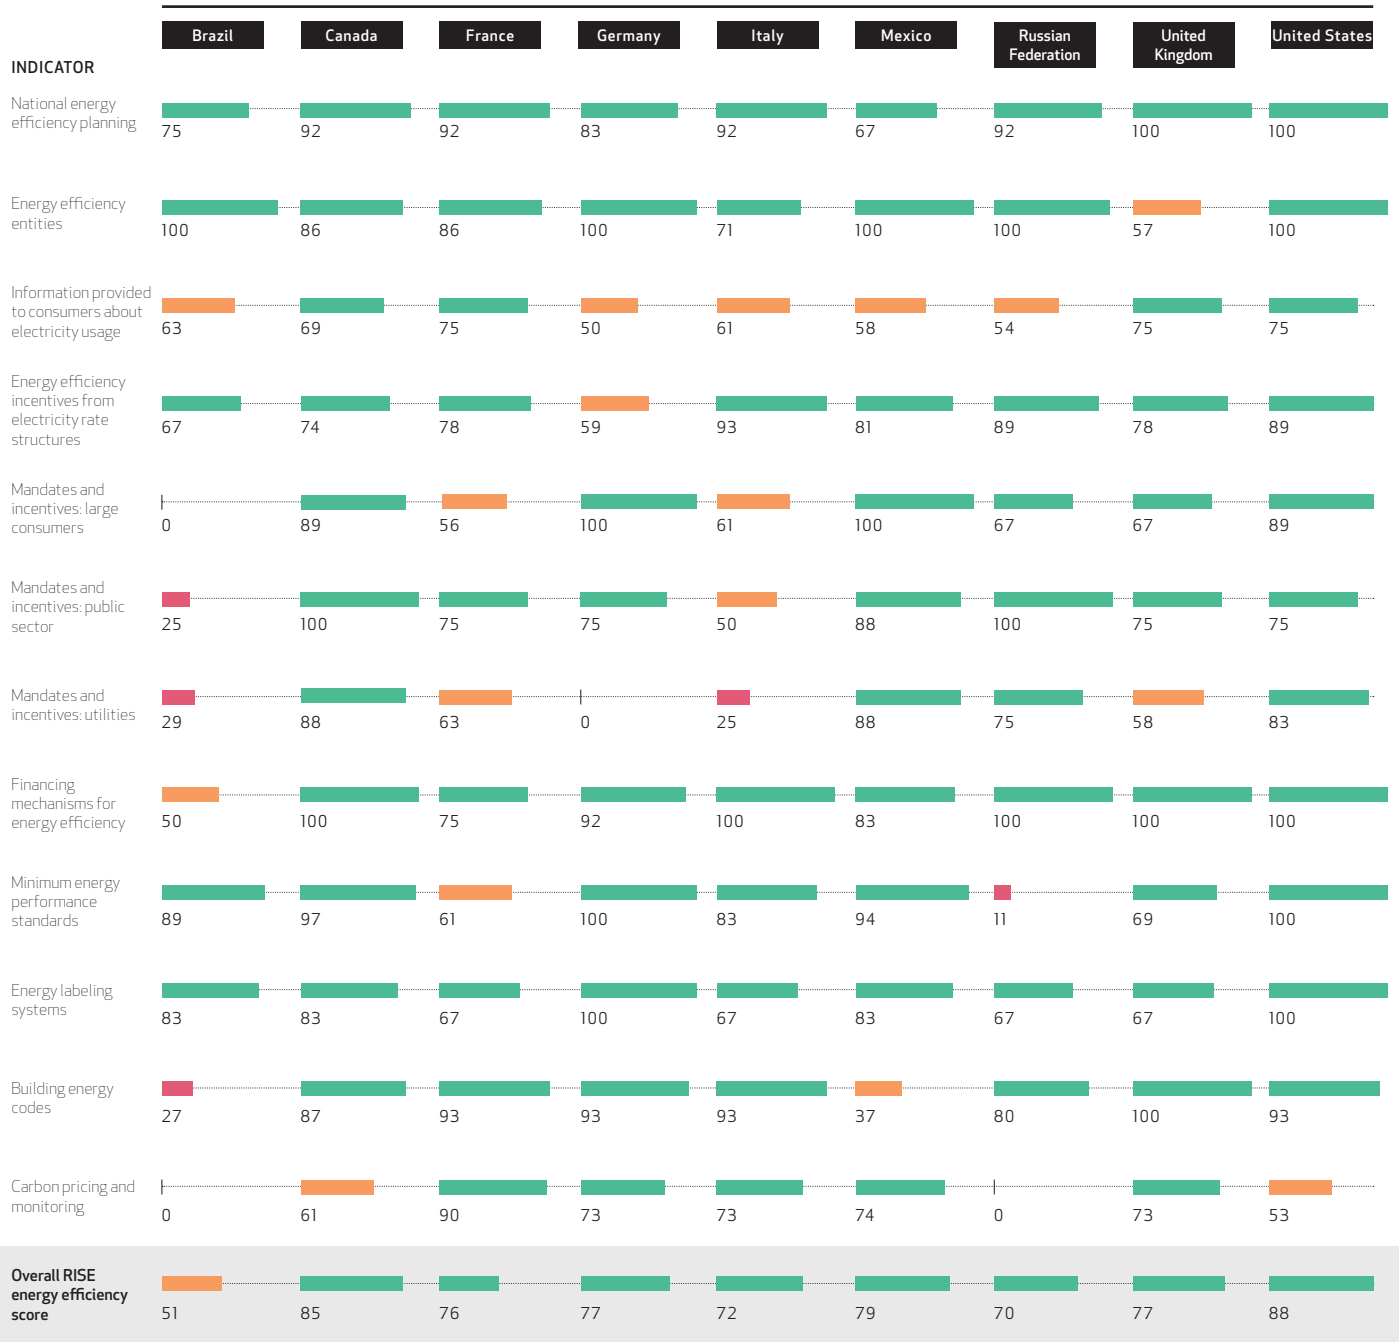 Brazil Canada France Germany Italy Mexico Russian Federation United Kingdom United States
INDICATOR
National energy
efficiency planning
75 92 92 83 92 67 92 100 100
Energy efficiency
entities
100 86 86 100 71 100 100 57 100
Information provided
to consumers about
electricity usage
63 69 75 50 61 58 54 75 75
Energy efficiency
incentives from
electricity rate
structures
67 74 78 59 93 81 89 78 89
Mandates and
incentives: large
consumers
0 89 56 100 61 100 67 67 89
Mandates and
incentives: public
sector
25 100 75 75 50 88 100 75 75
Mandates and
incentives: utilities
29 88 63 0 25 88 75 58 83
Financing
mechanisms for
energy efficiency
50 100 75 92 100 83 100 100 100
Minimum energy
performance
standards
89 97 61 100 83 94 11 69 100
Energy labeling
systems
83 83 67 100 67 83 67 67 100
Building energy
codes
27 87 93 93 93 37 80 100 93
Carbon pricing and
monitoring
0 61 90 73 73 74 0 73 53
Overall RISE
energy efficiency
score
51 85 76 77 72 79 70 77 88